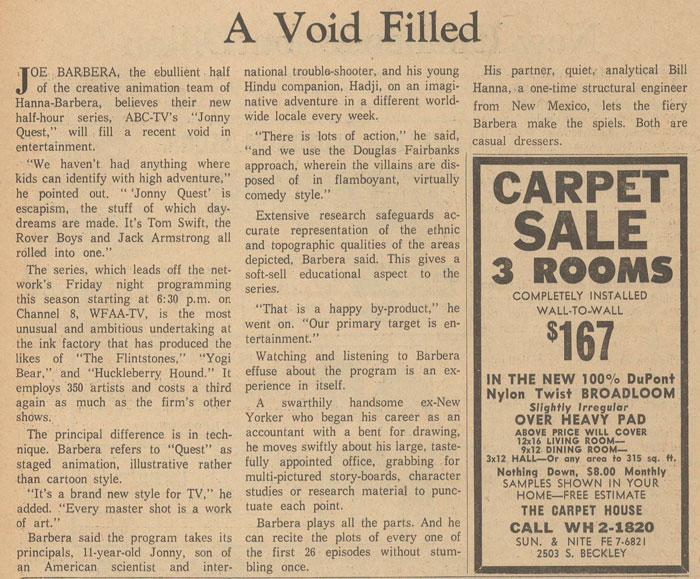 A Void Filled
JOE BARBERA, the ebullient half
of the creative animation team of
Hanna-Barbera, believes their new
half-hour series, ABC-TV's "Jonny
Quest," will fill a recent void in
entertainment.
"We haven't had anything where
kids can identify with high adventure,"
he pointed out. " 'Jonny Quest' is
escapism, the stuff of which day-
dreams are made. It's Tom Swift, the
Rover Boys and Jack Armstrong all
rolled into one."
The series, which leads off the net-
work's Friday night programming
this season starting at 6:30 p.m. on
Channel 8, WFAA-TV, is the most
unusual and ambitious undertaking at
the ink factory that has produced the
likes of "The Flintstones," "Yogi
Bear," and "Huckleberry Hound." It
employs 350 artists and costs a third
again as much as the firm's other
shows.
The principal difference is in tech-
nique. Barbera refers to "Quest" as
staged animation, illustrative rather
than cartoon style.
"It's a brand new style for TV," he
added. "Every master shot is a work
of art."
Barbera said the program takes its
principals, 11-year-old Jonny, son of
an American scientist and inter-
national trouble-shooter, and his young
Hindu companion, Hadji, on an imagi-
native adventure in a different world-
wide locale every week.
"There is lots of action," he said,
"and we use the Douglas Fairbanks
approach, wherein the villains are dis-
posed of in flamboyant, virtually
comedy style."
Extensive research safeguards ac-
curate representation of the ethnic
and topographic qualities of the areas
depicted, Barbera said. This gives a
soft-sell educational aspect to the
series.
"That is a happy by-product," he
went on. "Our primary target is en-
tertainment."
Watching and listening to Barbera
effuse about the program is an ex-
perience in itself.
A swarthily handsome ex-New
Yorker who began his career as an
accountant with a bent for drawing,
he moves swiftly about his large, taste-
fully appointed office, grabbing for
multi-pictured story-boards, character
studies or research material to punc-
tuate each point.
Barbera plays all the parts. And he
can recite the plots of every one of
the first 26 episodes without stum-
bling once.
His partner, quiet, analytical Bill
Hanna, a one-time structural engineer
from New Mexico, lets the fiery
Barbera make the spiels. Both are
casual dressers.
CARPET
SALE
3 ROOMS
COMPLETELY INSTALLED
WALL-TO-WALL
$167
IN THE NEW 100% DuPont
Nylon Twist BROADLOOM
Slightly Irregular
OVER HEAVY PAD
ABOVE PRICE WILL COVER
12x16 LIVING ROOM—
9x12 DINING ROOM—
3x12 HALL—Or any area to 315 sq. ft.
Nothing Down, $8.00 Monthly
SAMPLES SHOWN IN YOUR
HOME—FREE ESTIMATE
THE CARPET HOUSE
CALL WH 2-1820
SUN. & NITE FE 7-6821
2503 S. BECKLEY